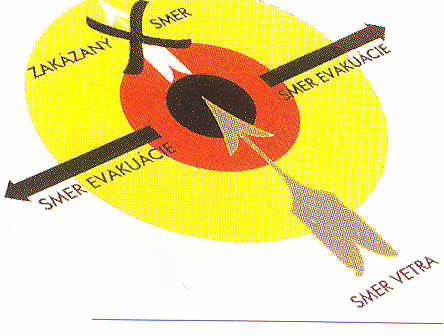 ZAKÁZANÝ SMER
SMER EVAKUÁCIE
SMER EVAKUÁCIE
SMER VETRA